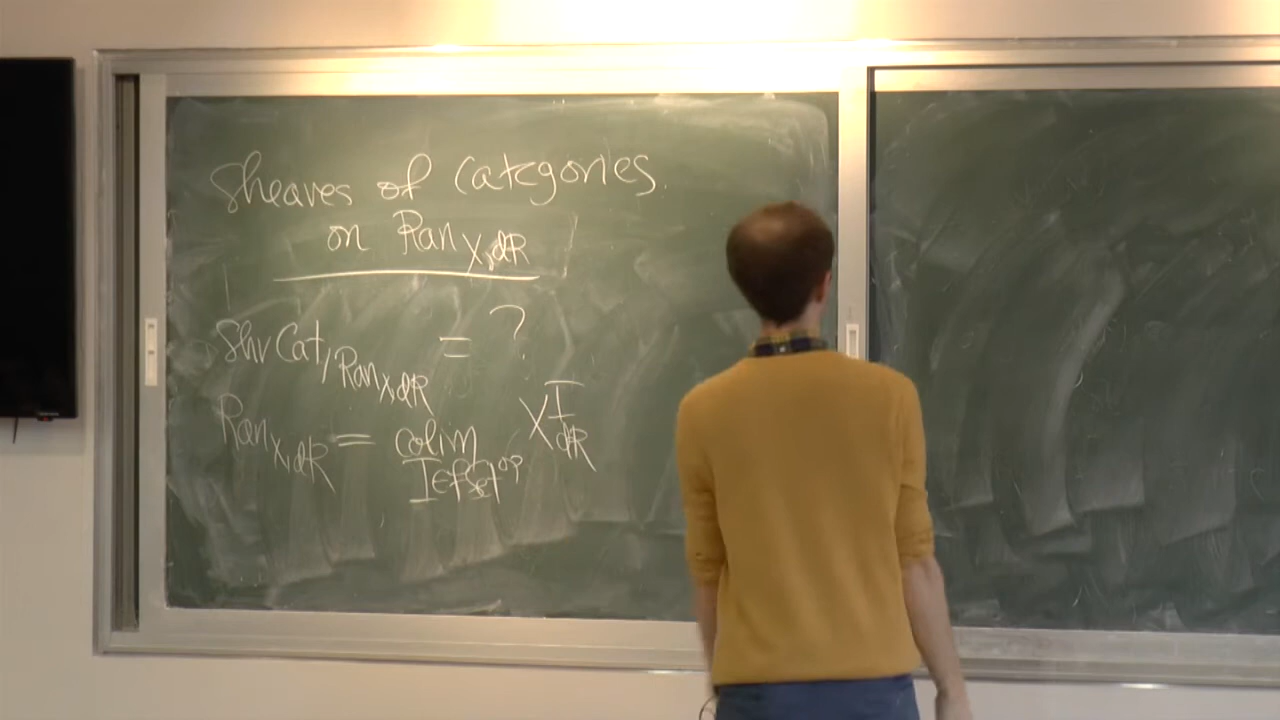 Sheaves of Categories.
on Ran_{X,dR}
ShvCat_{/Ran_{X,dR}} = ?
Ran_{X,dR} = colim_{I∈fSet^{op}} X^I_{dR}